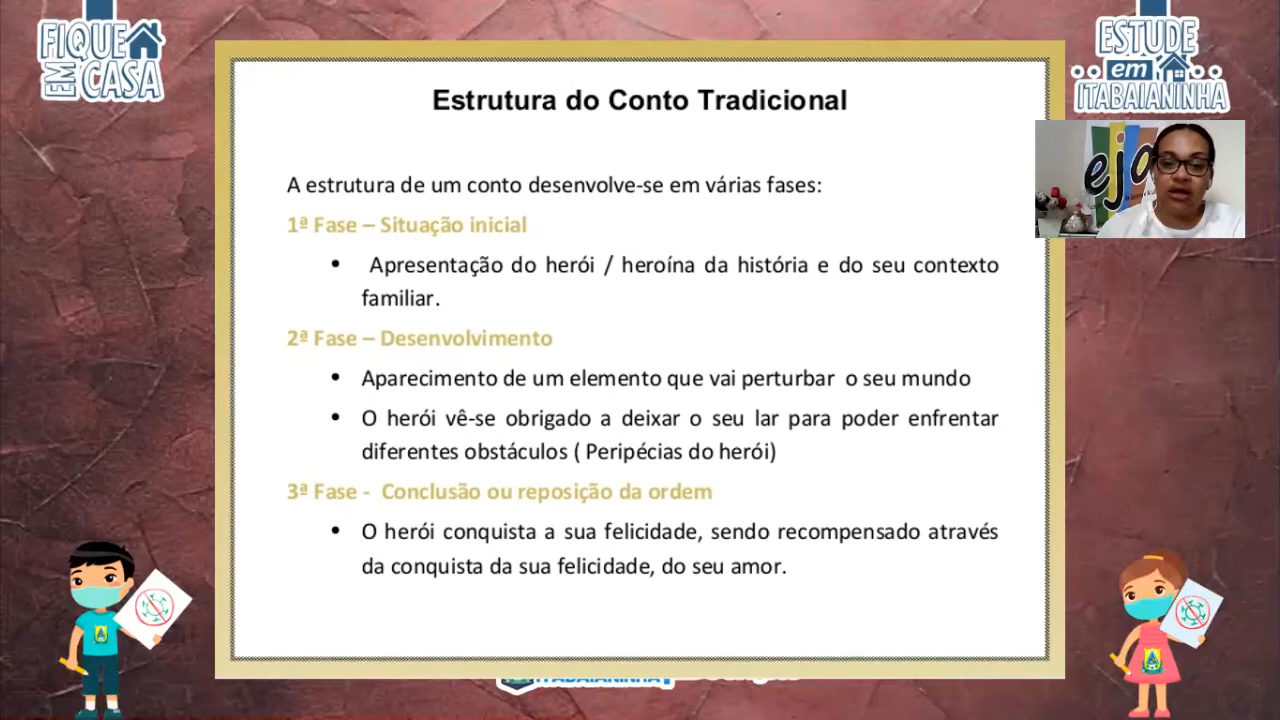 FIQUE
EM CASA
ESTUDE
em
ITABAIANINHA
eja
Estrutura do Conto Tradicional
A estrutura de um conto desenvolve-se em várias fases:
1ª Fase – Situação inicial
• Apresentação do herói / heroína da história e do seu contexto
familiar.
2ª Fase – Desenvolvimento
• Aparecimento de um elemento que vai perturbar o seu mundo
• O herói vê-se obrigado a deixar o seu lar para poder enfrentar
diferentes obstáculos ( Peripécias do herói)
3ª Fase - Conclusão ou reposição da ordem
• O herói conquista a sua felicidade, sendo recompensado através
da conquista da sua felicidade, do seu amor.
ITABAIANINHA